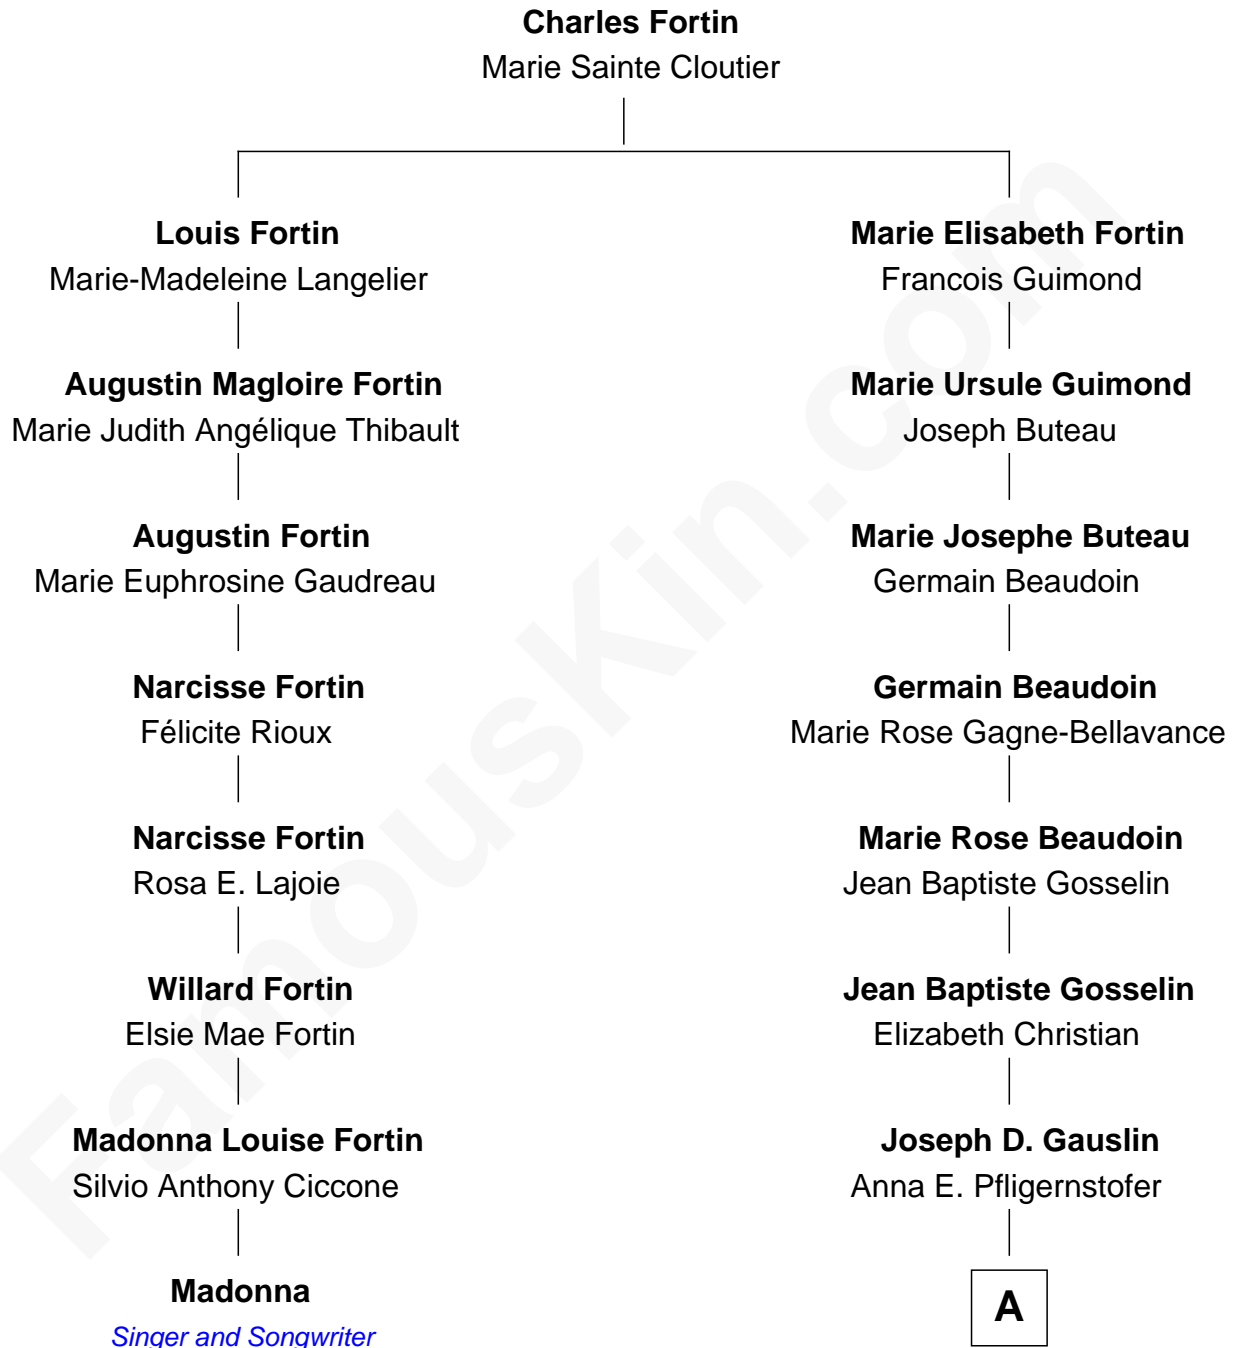 Charles Fortin
Marie Sainte Cloutier
Louis Fortin
Marie-Madeleine Langelier
Marie Elisabeth Fortin
Francois Guimond
Augustin Magloire Fortin
Marie Judith Angélique Thibault
Marie Ursule Guimond
Joseph Buteau
Augustin Fortin
Marie Euphrosine Gaudreau
Marie Josephe Buteau
Germain Beaudoin
Narcisse Fortin
Félicite Rioux
Germain Beaudoin
Marie Rose Gagne-Bellavance
Narcisse Fortin
Rosa E. Lajoie
Marie Rose Beaudoin
Jean Baptiste Gosselin
Willard Fortin
Elsie Mae Fortin
Jean Baptiste Gosselin
Elizabeth Christian
Madonna Louise Fortin
Silvio Anthony Ciccone
Joseph D. Gauslin
Anna E. Pfligernstofer
Madonna
Singer and Songwriter
A
FamousKin.com